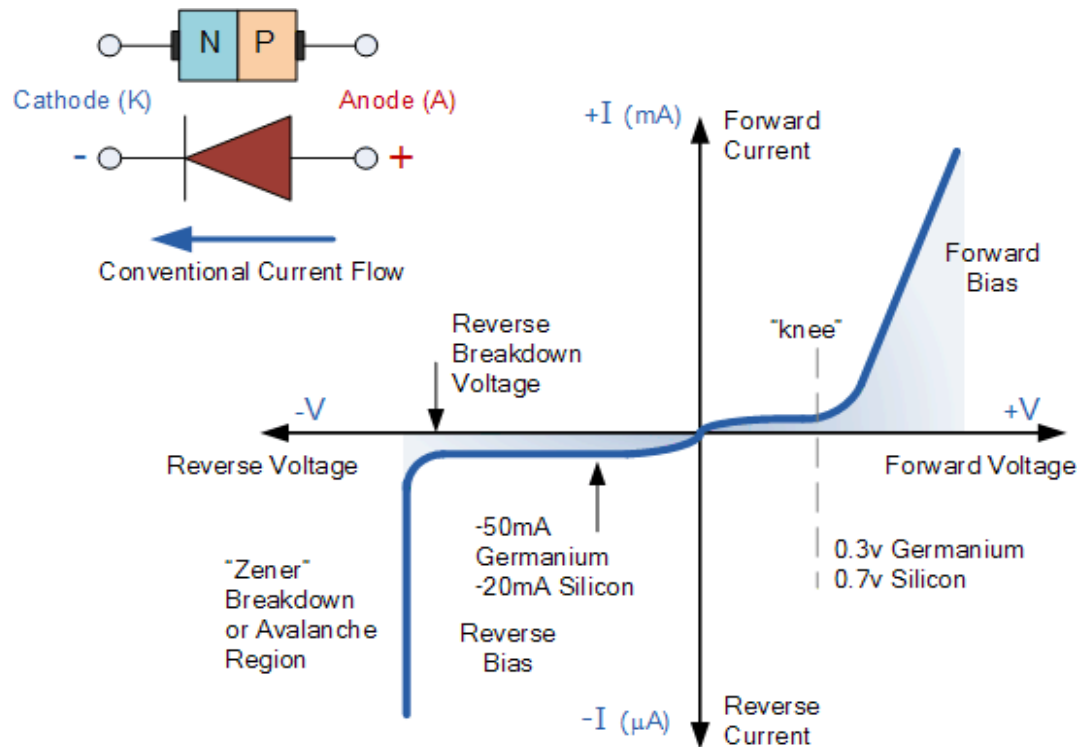 N P
Cathode (K)
Anode (A)
- +
Conventional Current Flow
+I (mA)
Forward
Current
Forward
Bias
"knee"
Reverse
Breakdown
Voltage
-V
+V
Reverse Voltage
Forward Voltage
-50mA
Germanium
-20mA Silicon
0.3v Germanium
0.7v Silicon
"Zener"
Breakdown
or Avalanche
Region
Reverse
Bias
-I (µA)
Reverse
Current